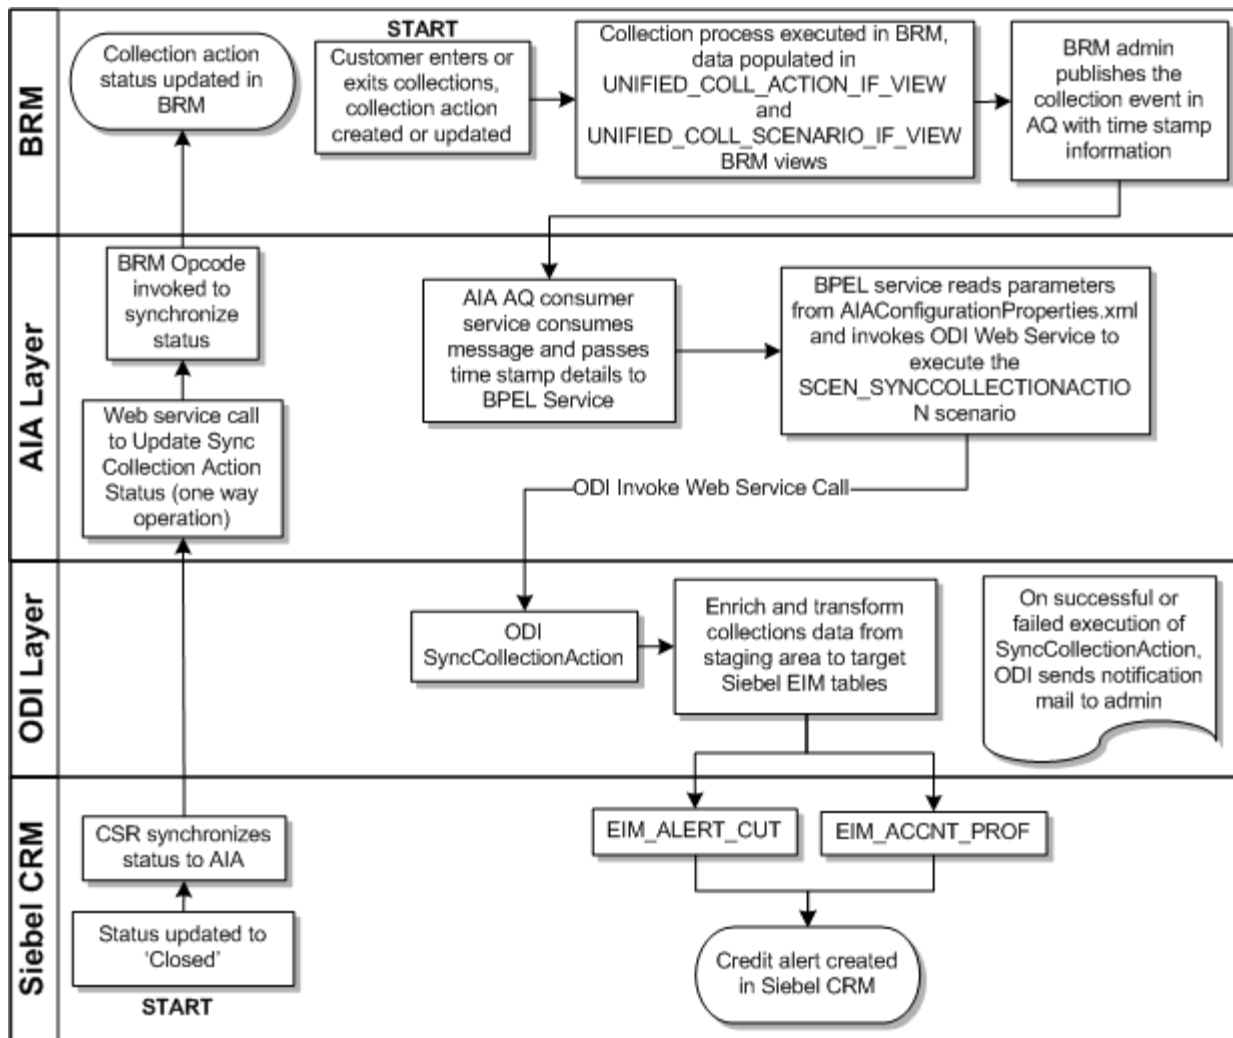 BRM
Collection action
status updated in
BRM
START
Customer enters or
exits collections,
collection action
created or updated
Collection process executed in BRM,
data populated in
UNIFIED_COLL_ACTION_IF_VIEW
and
UNIFIED_COLL_SCENARIO_IF_VIEW
BRM views
BRM admin
publishes the
collection event in
AQ with time stamp
information
AIA Layer
BRM Opcode
invoked to
synchronize
status
Web service call
to Update Sync
Collection Action
Status (one way
operation)
AIA AQ consumer
service consumes
message and passes
time stamp details to
BPEL Service
BPEL service reads parameters
from AIAConfigurationProperties.xml
and invokes ODI Web Service to
execute the
SCEN_SYNCCOLLECTIONACTIO
N scenario
ODI Invoke Web Service Call
ODI Layer
ODI
SyncCollectionAction
Enrich and transform
collections data from
staging area to target
Siebel EIM tables
On successful or
failed execution of
SyncCollectionAction,
ODI sends notification
mail to admin
Siebel CRM
CSR synchronizes
status to AIA
Status updated to
'Closed'
START
EIM_ALERT_CUT
EIM_ACCNT_PROF
Credit alert created
in Siebel CRM